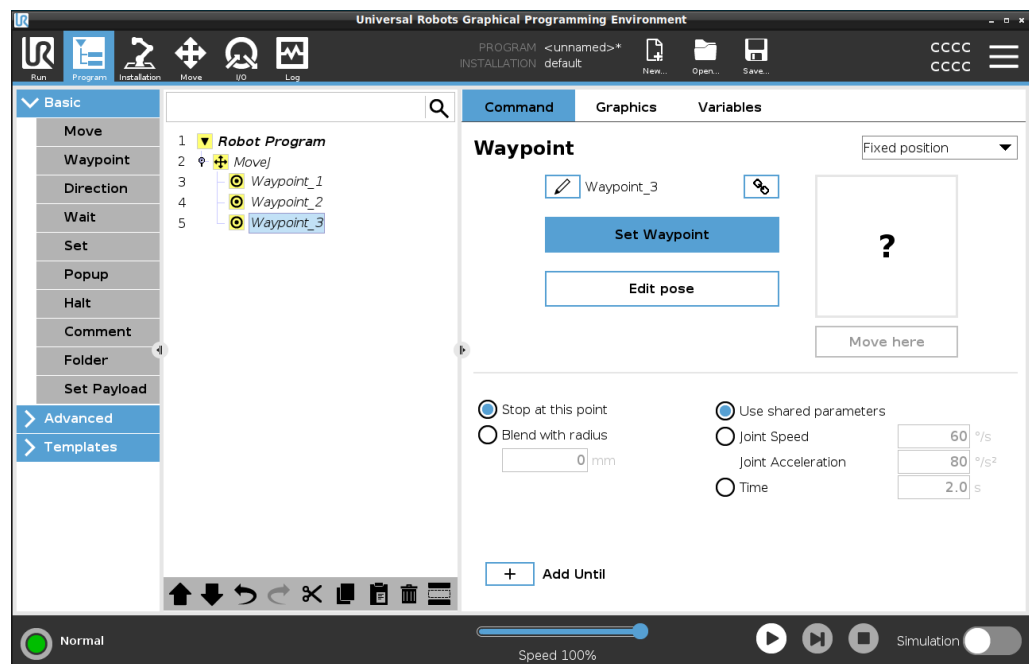 UR
Universal Robots Graphical Programming Environment
UR
Run
Program
Installation
Move
I/O
Log
PROGRAM <unnamed>*
INSTALLATION default
New...
Open...
Save...
CCCC
CCCC
Basic
Move
Waypoint
Direction
Wait
Set
Popup
Halt
Comment
Folder
Set Payload
Advanced
Templates
1 Robot Program
2 MoveJ
3 Waypoint_1
4 Waypoint_2
5 Waypoint_3
Command Graphics Variables
Waypoint
Fixed position
Waypoint_3
Set Waypoint
Edit pose
?
Move here
Stop at this point
Blend with radius
0 mm
Use shared parameters
Joint Speed 60 °/s
Joint Acceleration 80 °/s²
Time 2.0 s
+ Add Until
Normal
Speed 100%
Simulation